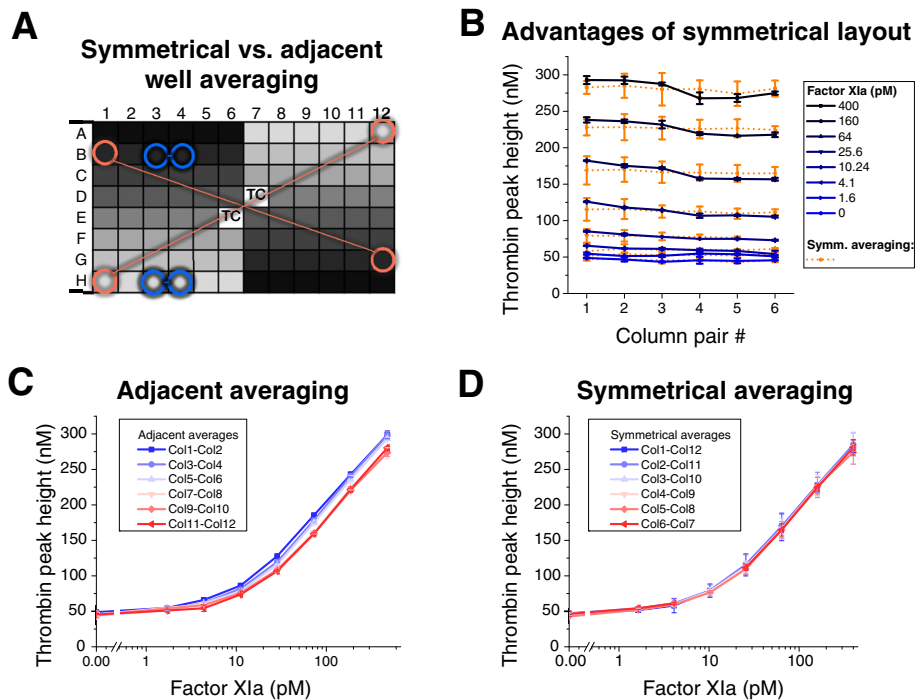 A
Symmetrical vs. adjacent
well averaging
1 2 3 4 5 6 7 8 9 10 11 12
A
B
C
D
E
F
G
H
TC
TC
B
Advantages of symmetrical layout
Thrombin peak height (nM)
300
250
200
150
100
50
0
1 2 3 4 5 6
Column pair #
Factor XIa (pM)
400
160
64
25.6
10.24
4.1
1.6
0
Symm. averaging:
C
Adjacent averaging
Thrombin peak height (nM)
300
250
200
150
100
50
0
Adjacent averages
Col1-Col2
Col3-Col4
Col5-Col6
Col7-Col8
Col9-Col10
Col11-Col12
0.00 1 10 100
Factor XIa (pM)
D
Symmetrical averaging
Thrombin peak height (nM)
300
250
200
150
100
50
0
Symmetrical averages
Col1-Col12
Col2-Col11
Col3-Col10
Col4-Col9
Col5-Col8
Col6-Col7
0.00 1 10 100
Factor XIa (pM)